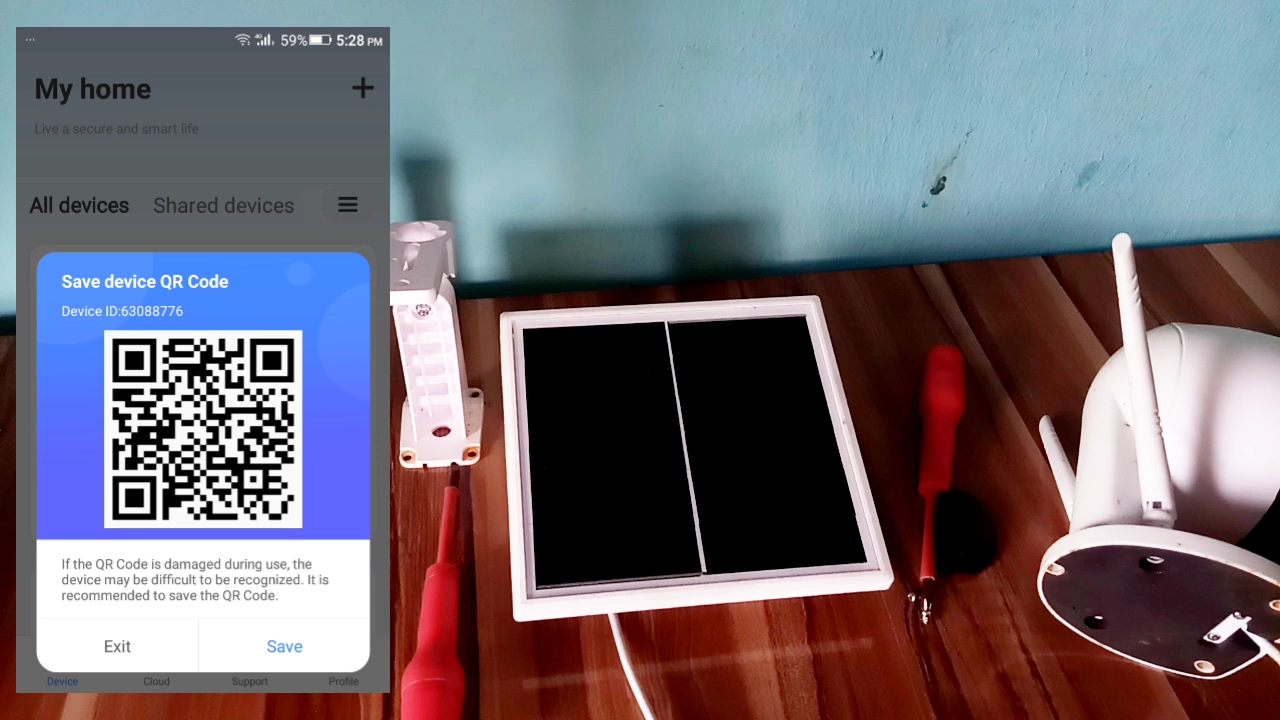 ... 4G 59% 5:28 PM
My home +
Live a secure and smart life
All devices Shared devices
Save device QR Code
Device ID:63088776
If the QR Code is damaged during use, the
device may be difficult to be recognized. It is
recommended to save the QR Code.
Exit Save
Device Cloud Support Profile